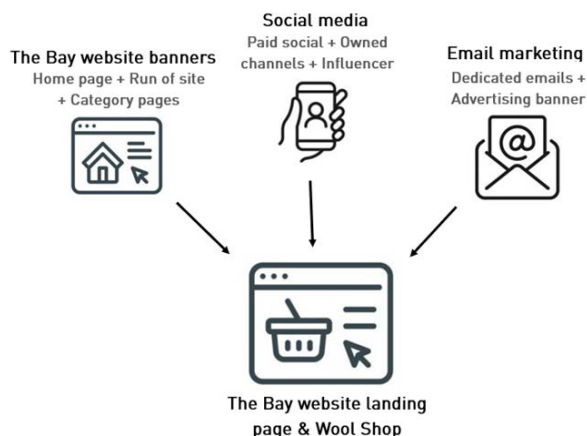 The Bay website banners
Home page + Run of site
+ Category pages
Social media
Paid social + Owned
channels + Influencer
Email marketing
Dedicated emails +
Advertising banner
@
The Bay website landing
page & Wool Shop